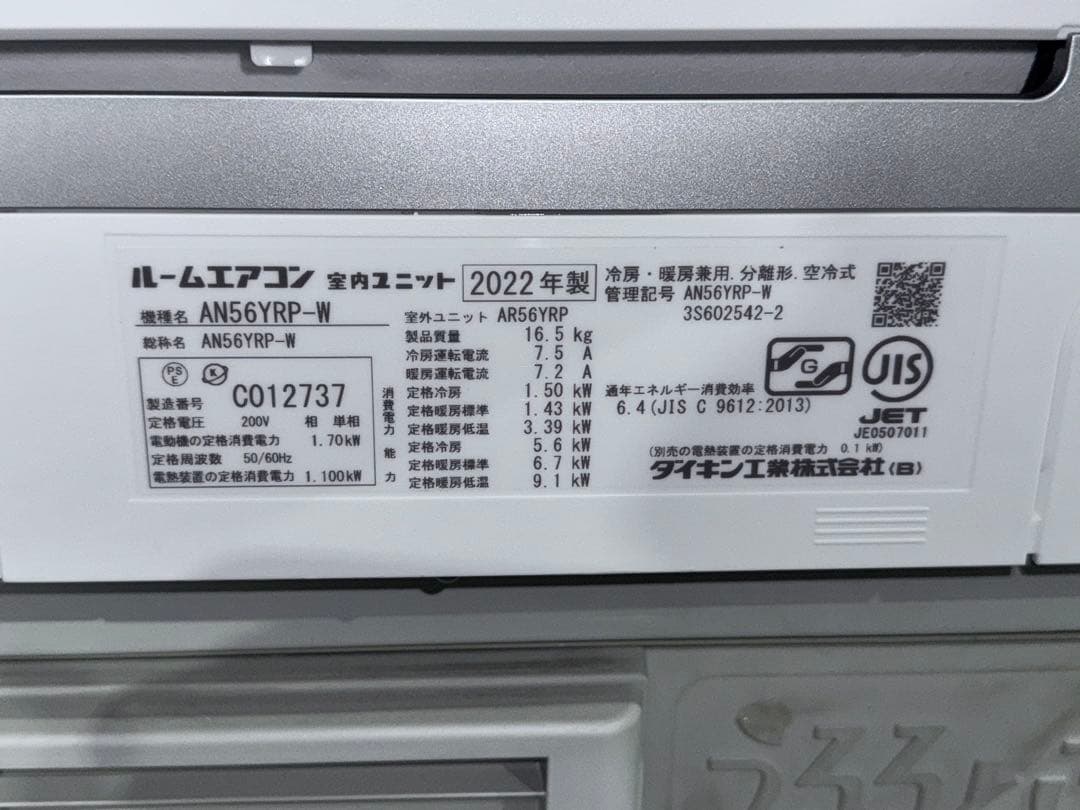 ルームエアコン 室内ユニット 2022年製
機種名 AN56YRP-W
総称名 AN56YRP-W
PS
E
製造番号 C012737
定格電圧 200V 相 単相
電動機の定格消費電力 1.70kW
定格周波数 50/60Hz
電熱装置の定格消費電力 1.100kW
室外ユニット AR56YRP
製品質量 16.5 kg
冷房運転電流 7.5 A
暖房運転電流 7.2 A
消費電力
定格冷房 1.50 kW
定格暖房標準 1.43 kW
定格暖房低温 3.39 kW
能力
定格冷房 5.6 kW
定格暖房標準 6.7 kW
定格暖房低温 9.1 kW
冷房・暖房兼用.分離形.空冷式
管理記号 AN56YRP-W
3S602542-2
G
JIS
JET
JE0507011
通年エネルギー消費効率
6.4(JIS C 9612:2013)
(別売の電熱装置の定格消費電力 0.1 kW)
ダイキン工業株式会社(B)
うるる